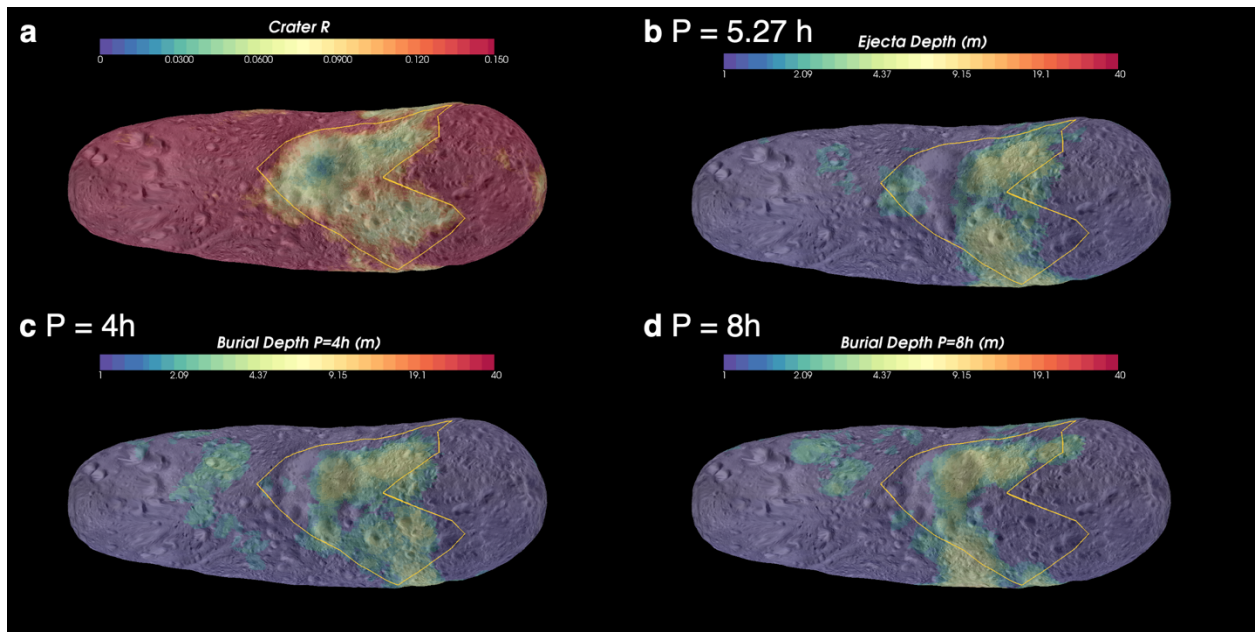 a
Crater R
0 0.0300 0.0600 0.0900 0.120 0.150
b P = 5.27 h
Ejecta Depth (m)
1 2.09 4.37 9.15 19.1 40
c P = 4h
Burial Depth P=4h (m)
1 2.09 4.37 9.15 19.1 40
d P = 8h
Burial Depth P=8h (m)
1 2.09 4.37 9.15 19.1 40